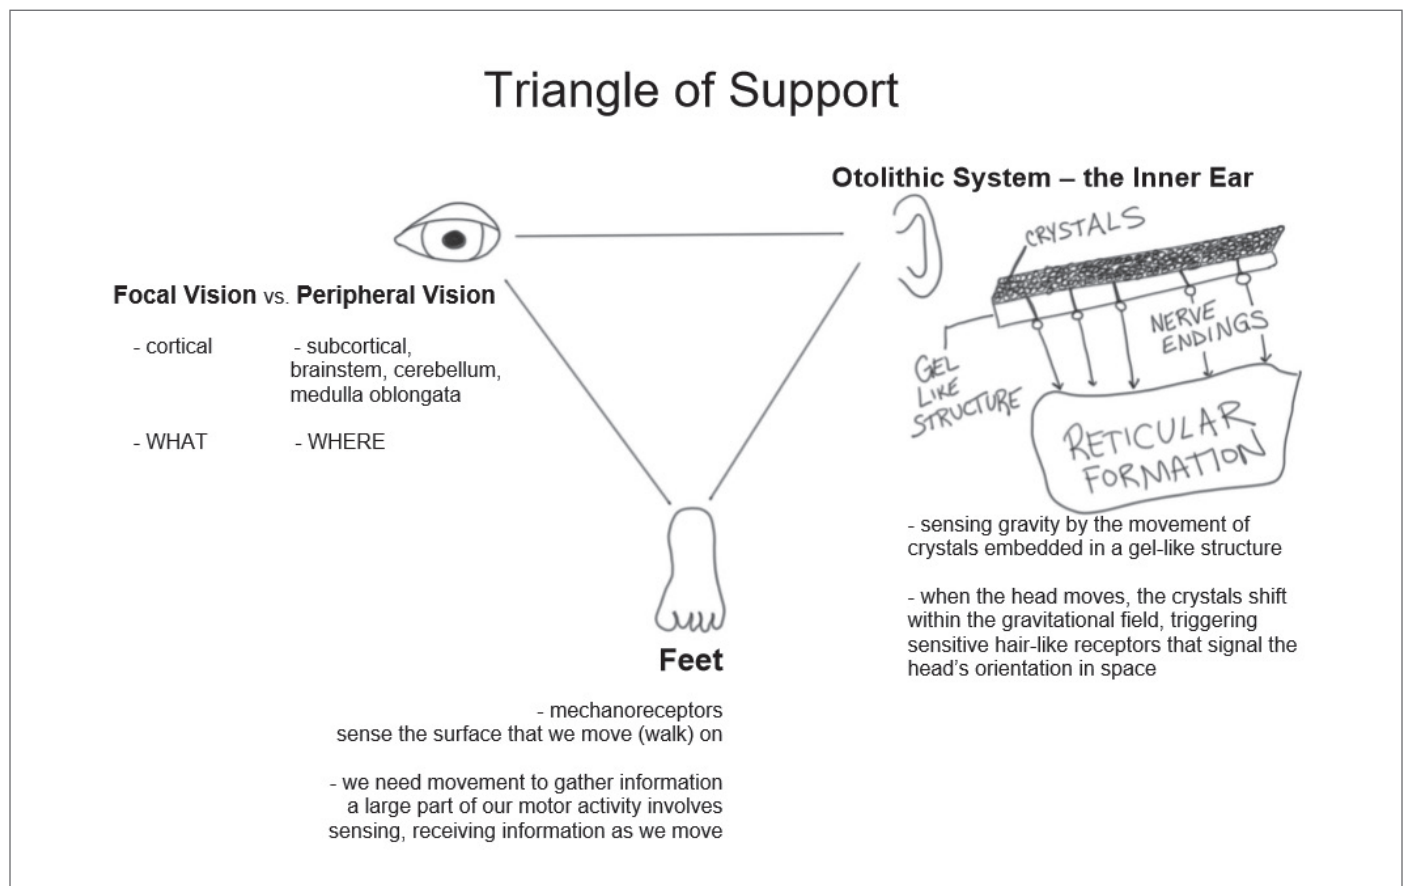 Triangle of Support
Otolithic System – the Inner Ear
CRYSTALS
NERVE
ENDINGS
GEL
LIKE
STRUCTURE
RETICULAR
FORMATION
- sensing gravity by the movement of
crystals embedded in a gel-like structure
- when the head moves, the crystals shift
within the gravitational field, triggering
sensitive hair-like receptors that signal the
head’s orientation in space
Focal Vision vs. Peripheral Vision
- cortical
- subcortical,
brainstem, cerebellum,
medulla oblongata
- WHAT
- WHERE
Feet
- mechanoreceptors
sense the surface that we move (walk) on
- we need movement to gather information
a large part of our motor activity involves
sensing, receiving information as we move